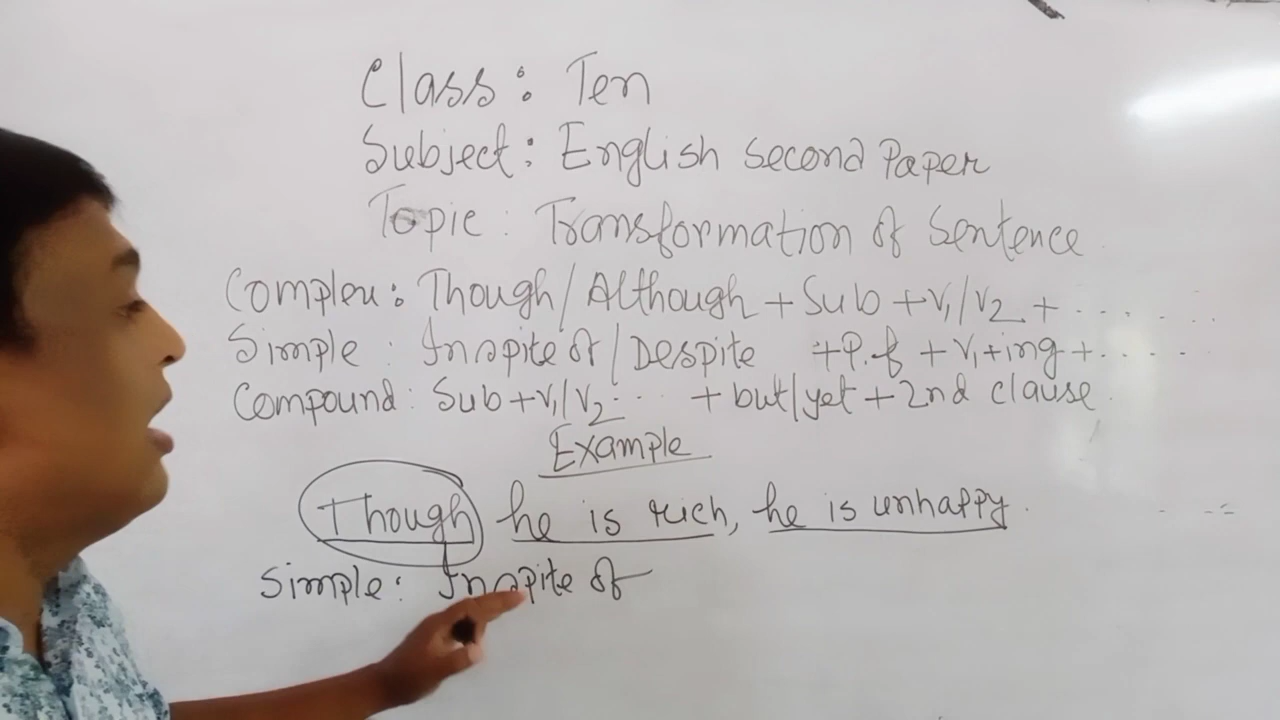 Class: Ten
Subject: English Second Paper
Topic: Transformation of Sentence
Complex: Though/Although + Sub + V1/V2 + .......
Simple: Inspite of/Despite + P.f + V1+ing + ......
Compound: Sub + V1/V2.... + but/yet + 2nd clause.
Example
Though he is rich, he is unhappy.
Simple: Inspite of